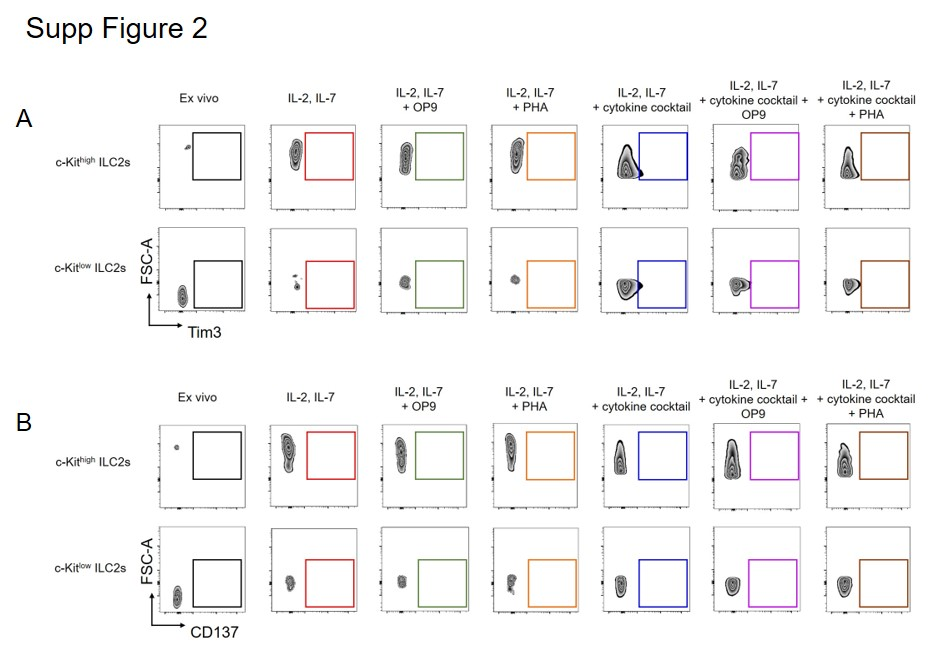 Supp Figure 2
A
Ex vivo
IL-2, IL-7
IL-2, IL-7
+ OP9
IL-2, IL-7
+ PHA
IL-2, IL-7
+ cytokine cocktail
IL-2, IL-7
+ cytokine cocktail +
OP9
IL-2, IL-7
+ cytokine cocktail
+ PHA
c-Kithigh ILC2s
c-Kitlow ILC2s
FSC-A
Tim3
B
Ex vivo
IL-2, IL-7
IL-2, IL-7
+ OP9
IL-2, IL-7
+ PHA
IL-2, IL-7
+ cytokine cocktail
IL-2, IL-7
+ cytokine cocktail +
OP9
IL-2, IL-7
+ cytokine cocktail
+ PHA
c-Kithigh ILC2s
c-Kitlow ILC2s
FSC-A
CD137